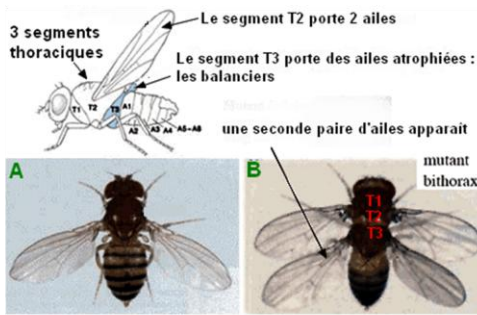 Le segment T2 porte 2 ailes
3 segments
thoraciques
Le segment T3 porte des ailes atrophiées :
les balanciers
T1
T2
T3
A1
A2
A3
A4
A5-A8
une seconde paire d'ailes apparaît
A
B
mutant
bithorax
T1
T2
T3